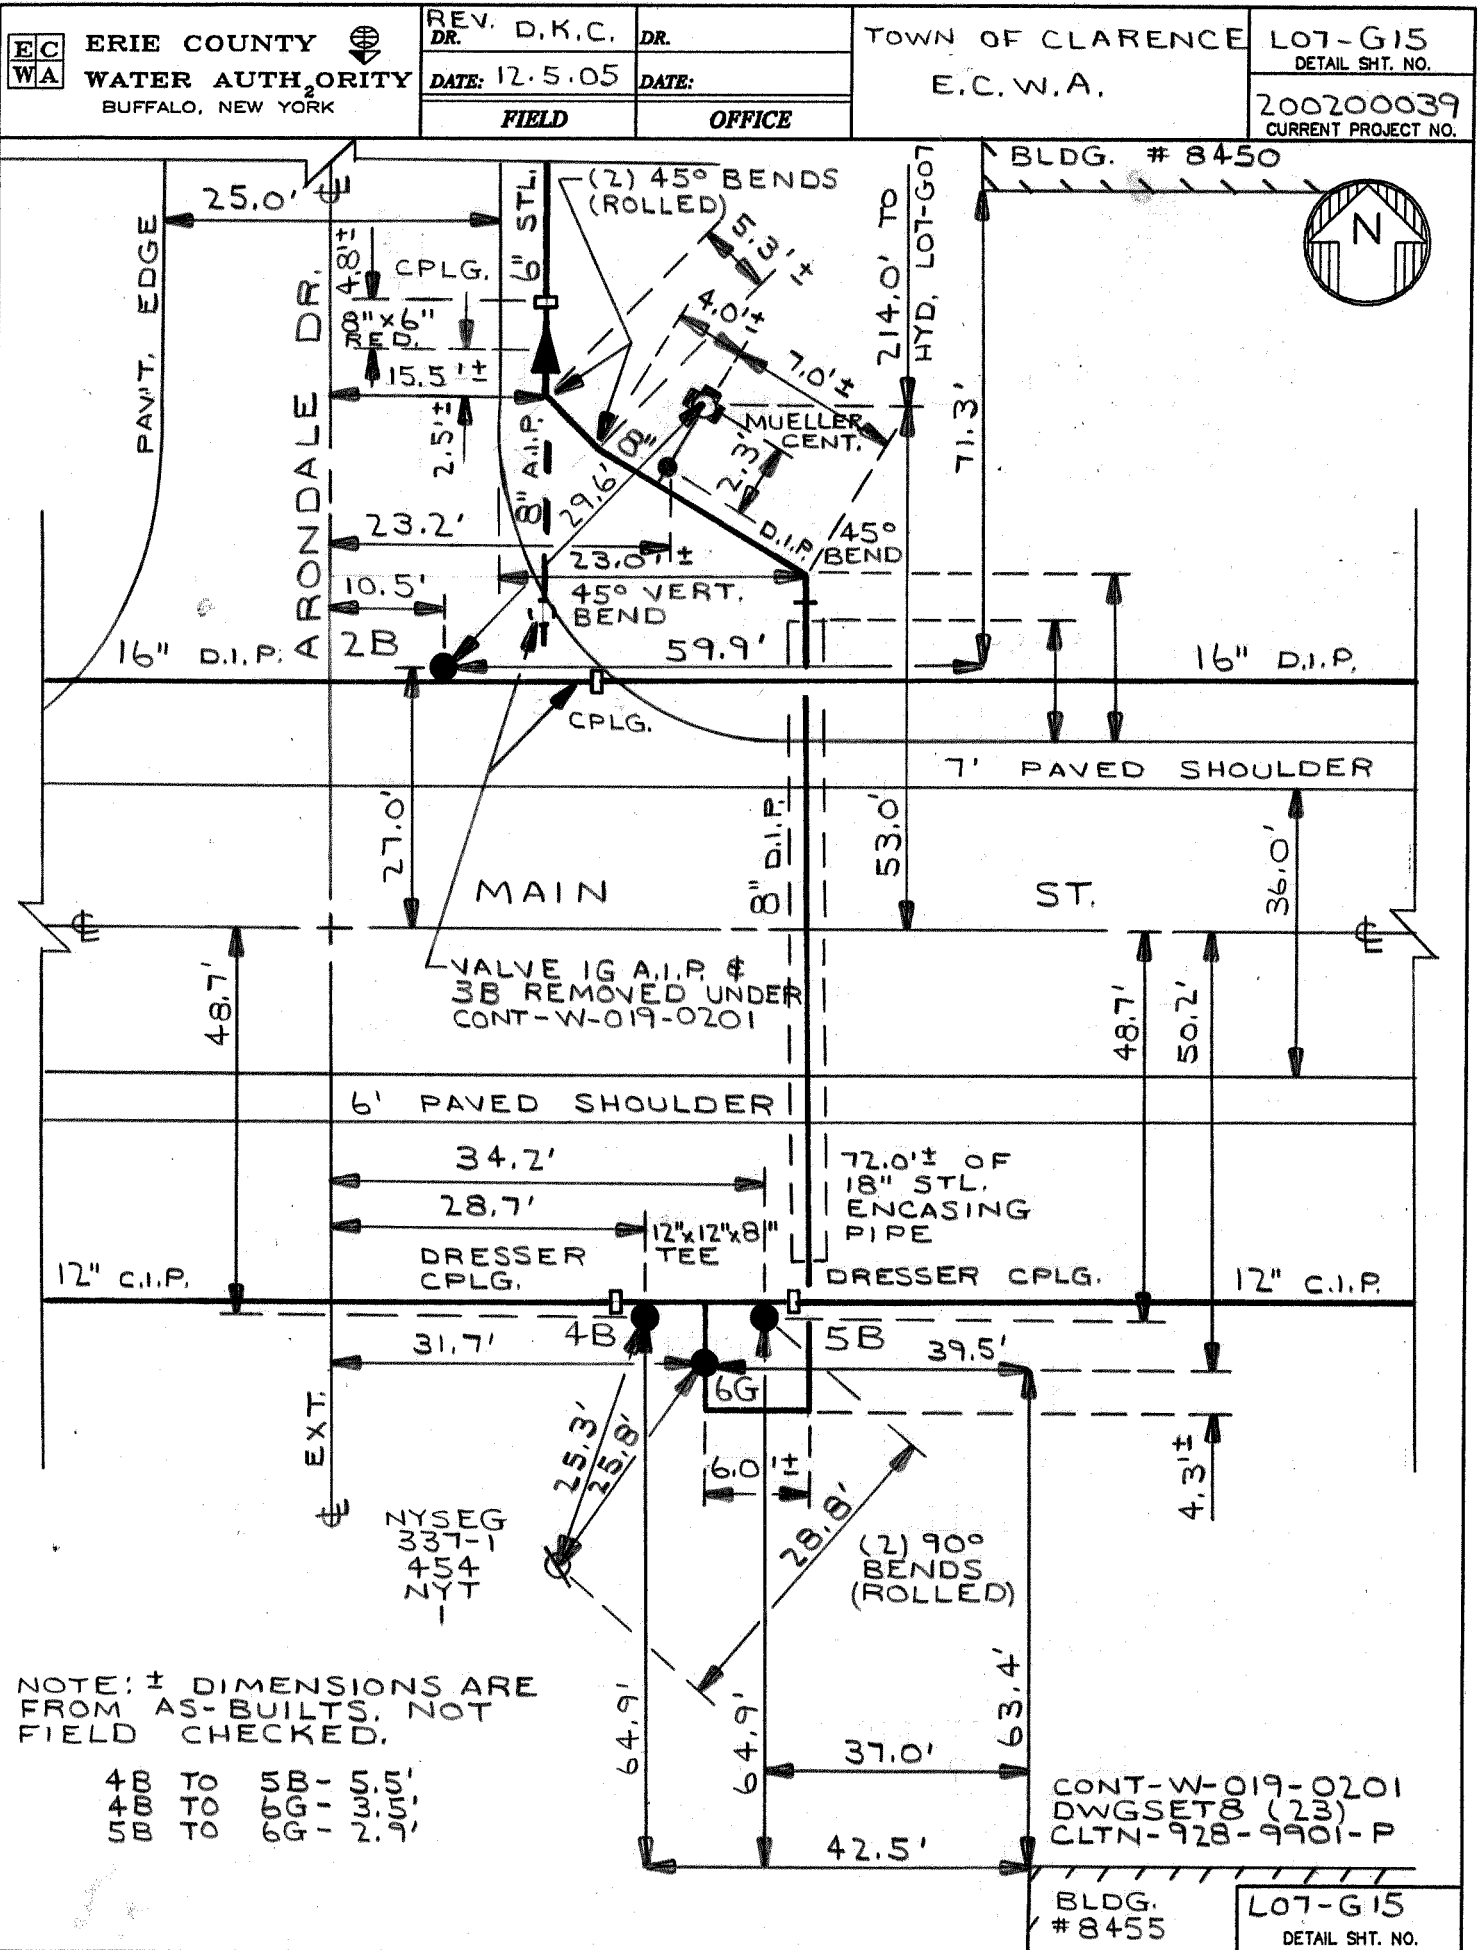 EC
WA
ERIE COUNTY
WATER AUTH2ORITY
BUFFALO, NEW YORK
REV.
DR. D.K.C.
DATE: 12.5.05
FIELD
DR.
DATE:
OFFICE
TOWN OF CLARENCE
E.C.W.A.
L07-G15
DETAIL SHT. NO.
200200039
CURRENT PROJECT NO.
BLDG. # 8450
N
25.0'
PAV'T. EDGE
ARONDALE DR.
4.8'±
CPLG.
6" STL.
8"x6"
RED.
15.5'±
2.5'±
(2) 45° BENDS
(ROLLED)
5.3'±
4.0'±
7.0'±
214.0' TO
HYD. L07-G07
71.3'
MUELLER
CENT.
2.3'
8" A.I.P.
29.6'
8"
D.I.P.
45°
BEND
23.2'
23.0'±
10.5'
45° VERT.
BEND
2B
59.9'
16" D.I.P.
16" D.I.P.
CPLG.
7' PAVED SHOULDER
27.0'
8" D.I.P.
53.0'
36.0'
MAIN ST.
48.7'
VALVE 1G A.I.P. &
3B REMOVED UNDER
CONT-W-019-0201
48.7'
50.2'
6' PAVED SHOULDER
34.2'
28.7'
12"x12"x8"
TEE
72.0'± OF
18" STL.
ENCASING
PIPE
DRESSER
CPLG.
12" C.I.P.
DRESSER CPLG.
12" C.I.P.
4B
5B
31.7'
39.5'
6G
EXT.
25.3'
25.8'
6.0'±
28.8'
4.3'±
NYSEG
337-1
454
NYT
1
(2) 90°
BENDS
(ROLLED)
NOTE: ± DIMENSIONS ARE
FROM AS-BUILTS. NOT
FIELD CHECKED.
64.9'
64.9'
63.4'
37.0'
42.5'
4B TO 5B - 5.5'
4B TO 6G - 3.5'
5B TO 6G - 2.9'
CONT-W-019-0201
DWGSET8 (23)
CLTN-928-9901-P
BLDG.
#8455
L07-G15
DETAIL SHT. NO.